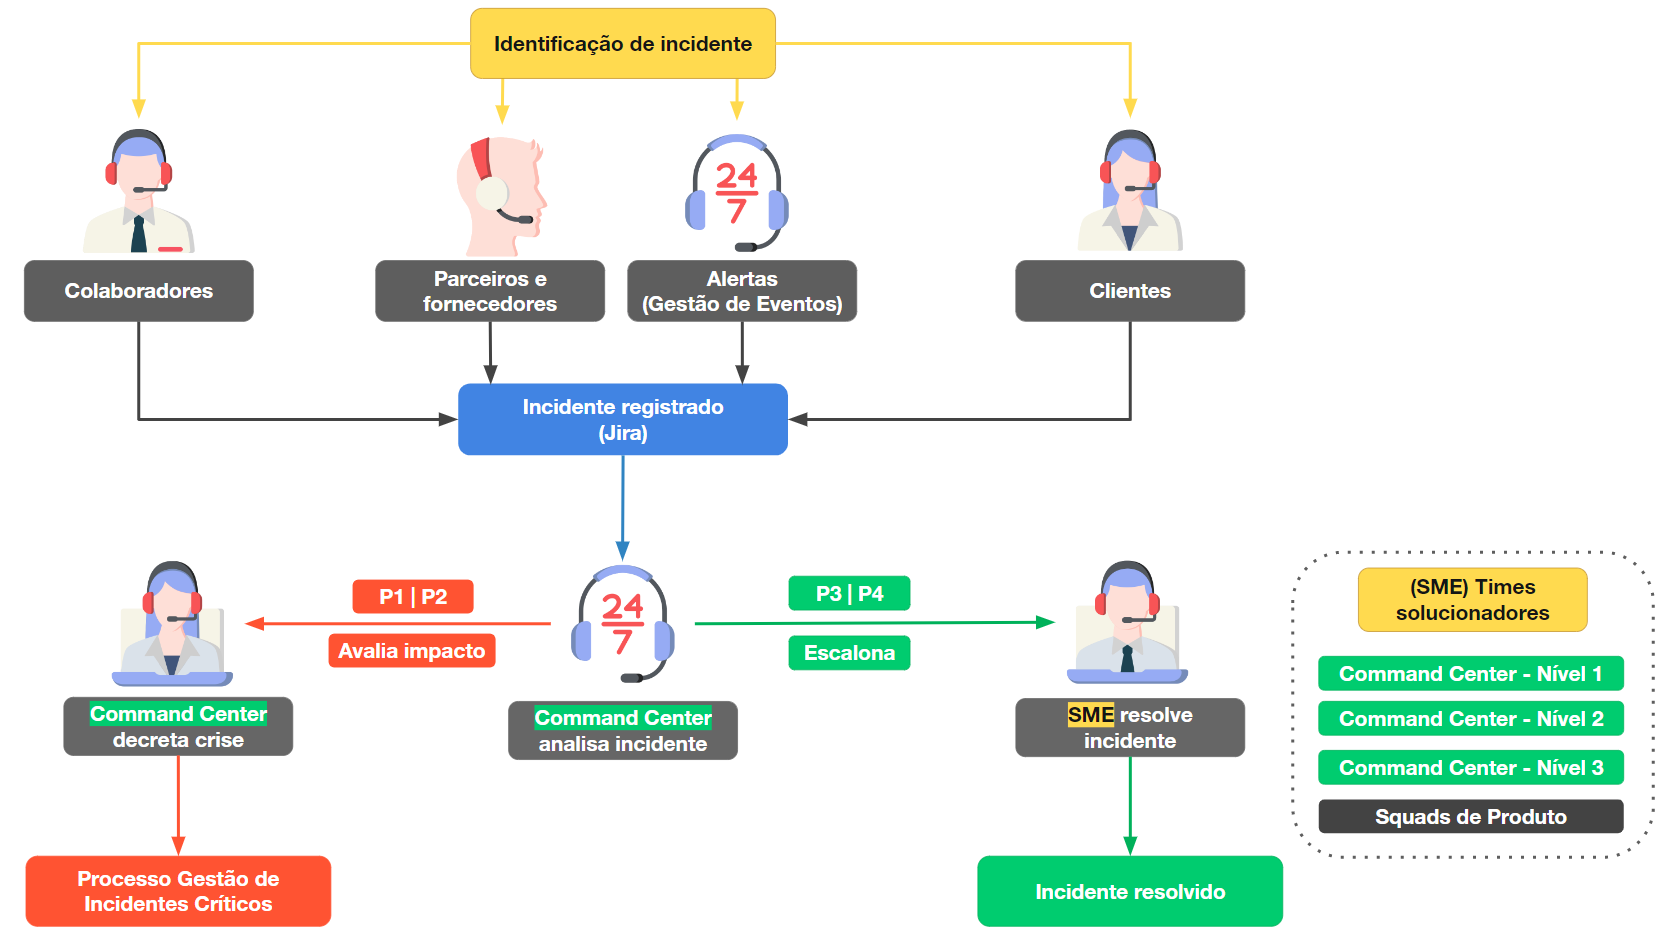 Identificação de incidente
24
7
Colaboradores
Parceiros e
fornecedores
Alertas
(Gestão de Eventos)
Clientes
Incidente registrado
(Jira)
P1 | P2
Avalia impacto
24
7
P3 | P4
Escalona
Command Center
decreta crise
Command Center
analisa incidente
SME resolve
incidente
(SME) Times
solucionadores
Command Center - Nível 1
Command Center - Nível 2
Command Center - Nível 3
Squads de Produto
Processo Gestão de
Incidentes Críticos
Incidente resolvido